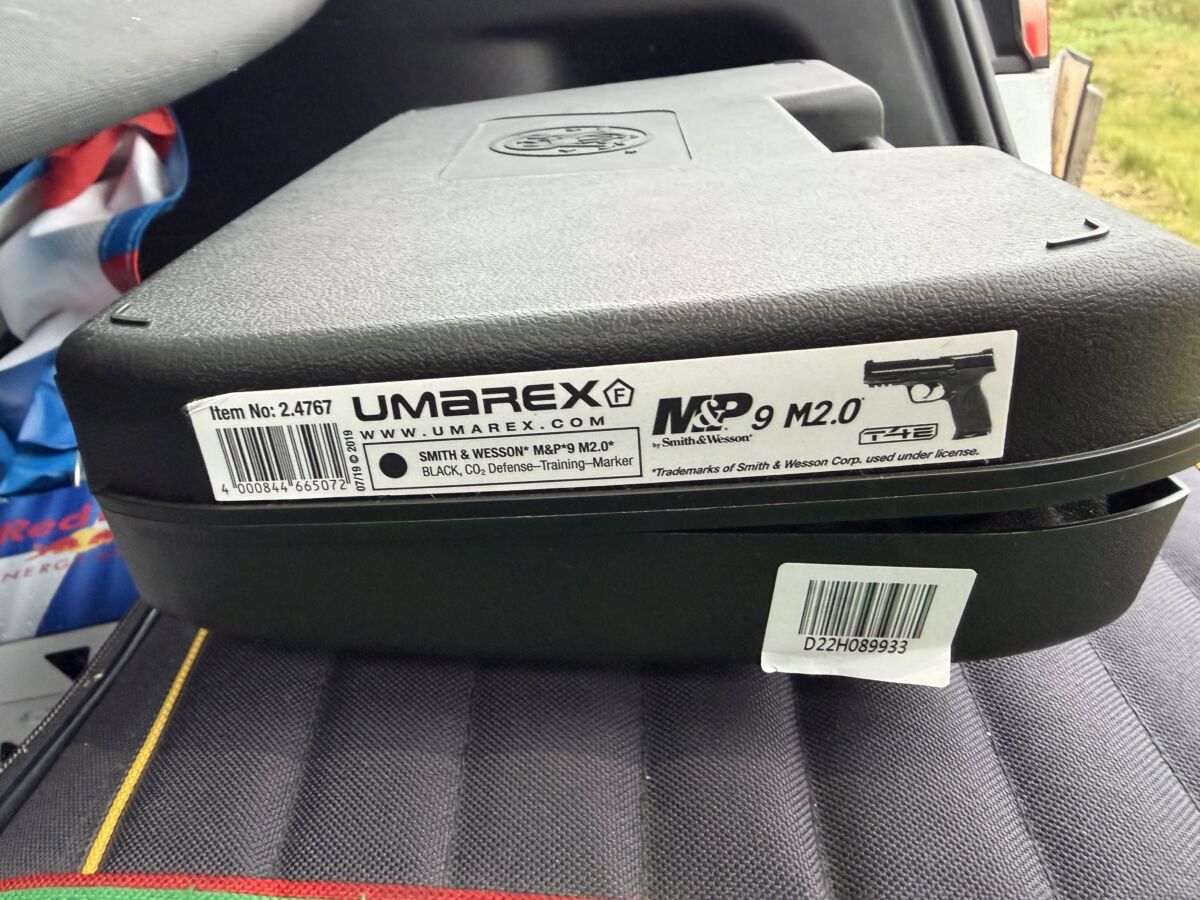 Item No: 2.4767
4 000844 665072
07/19 © 2019
UMAREX F
WWW.UMAREX.COM
SMITH & WESSON* M&P*9 M2.0*
BLACK, CO₂ Defense–Training–Marker
M&P 9 M2.0*
by Smith & Wesson*
T4E
*Trademarks of Smith & Wesson Corp. used under license.
D22H089933
Red
ENERGY